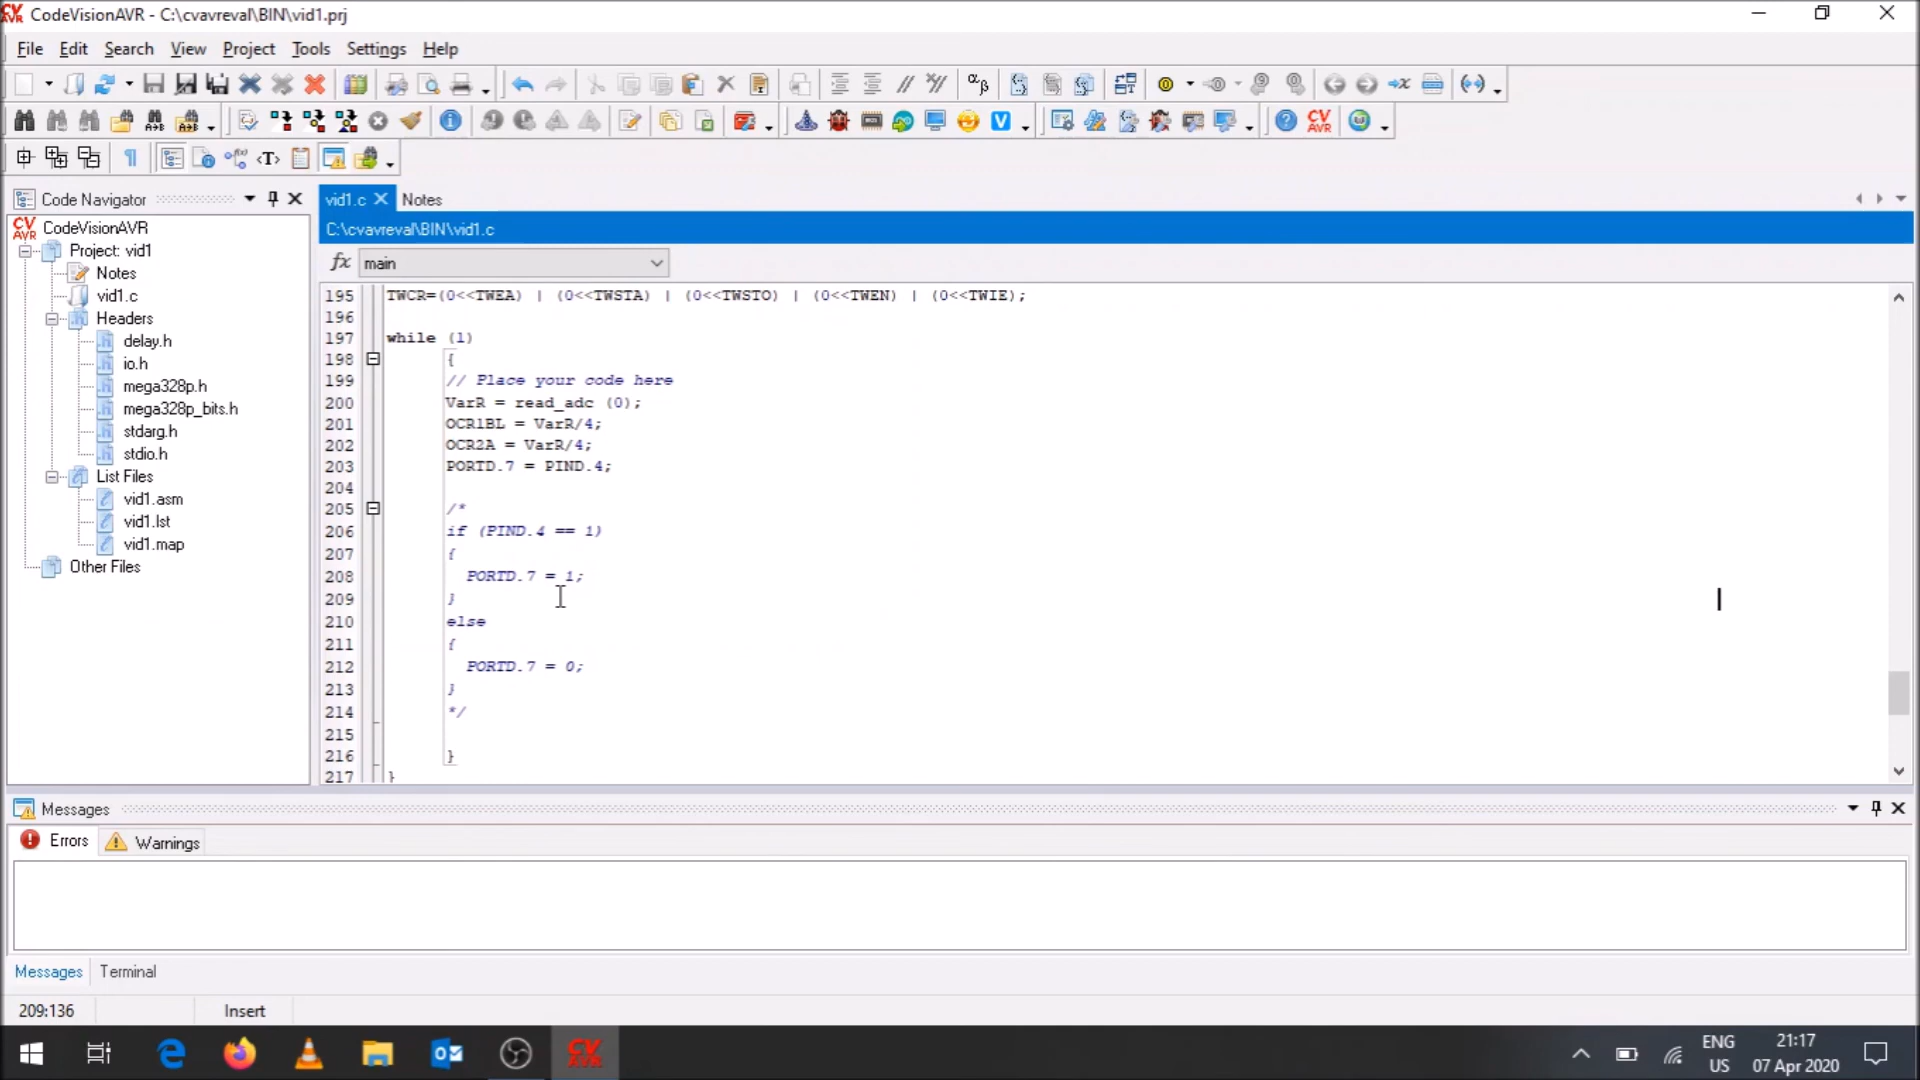 CodeVisionAVR - C:\cvavreval\BIN\vid1.prj
File Edit Search View Project Tools Settings Help
Code Navigator
CodeVisionAVR
Project: vid1
Notes
vid1.c
Headers
delay.h
io.h
mega328p.h
mega328p_bits.h
stdarg.h
stdio.h
List Files
vid1.asm
vid1.lst
vid1.map
Other Files
vid1.c Notes
C:\cvavreval\BIN\vid1.c
fx main
195 TWCR=(0<<TWEA) | (0<<TWSTA) | (0<<TWSTO) | (0<<TWEN) | (0<<TWIE);
196
197 while (1)
198 {
199 // Place your code here
200 VarR = read_adc (0);
201 OCR1BL = VarR/4;
202 OCR2A = VarR/4;
203 PORTD.7 = PIND.4;
204
205 /*
206 if (PIND.4 == 1)
207 {
208 PORTD.7 = 1;
209 }
210 else
211 {
212 PORTD.7 = 0;
213 }
214 */
215
216 }
217 }
Messages
Errors Warnings
Messages Terminal
209:136 Insert
ENG
US
21:17
07 Apr 2020